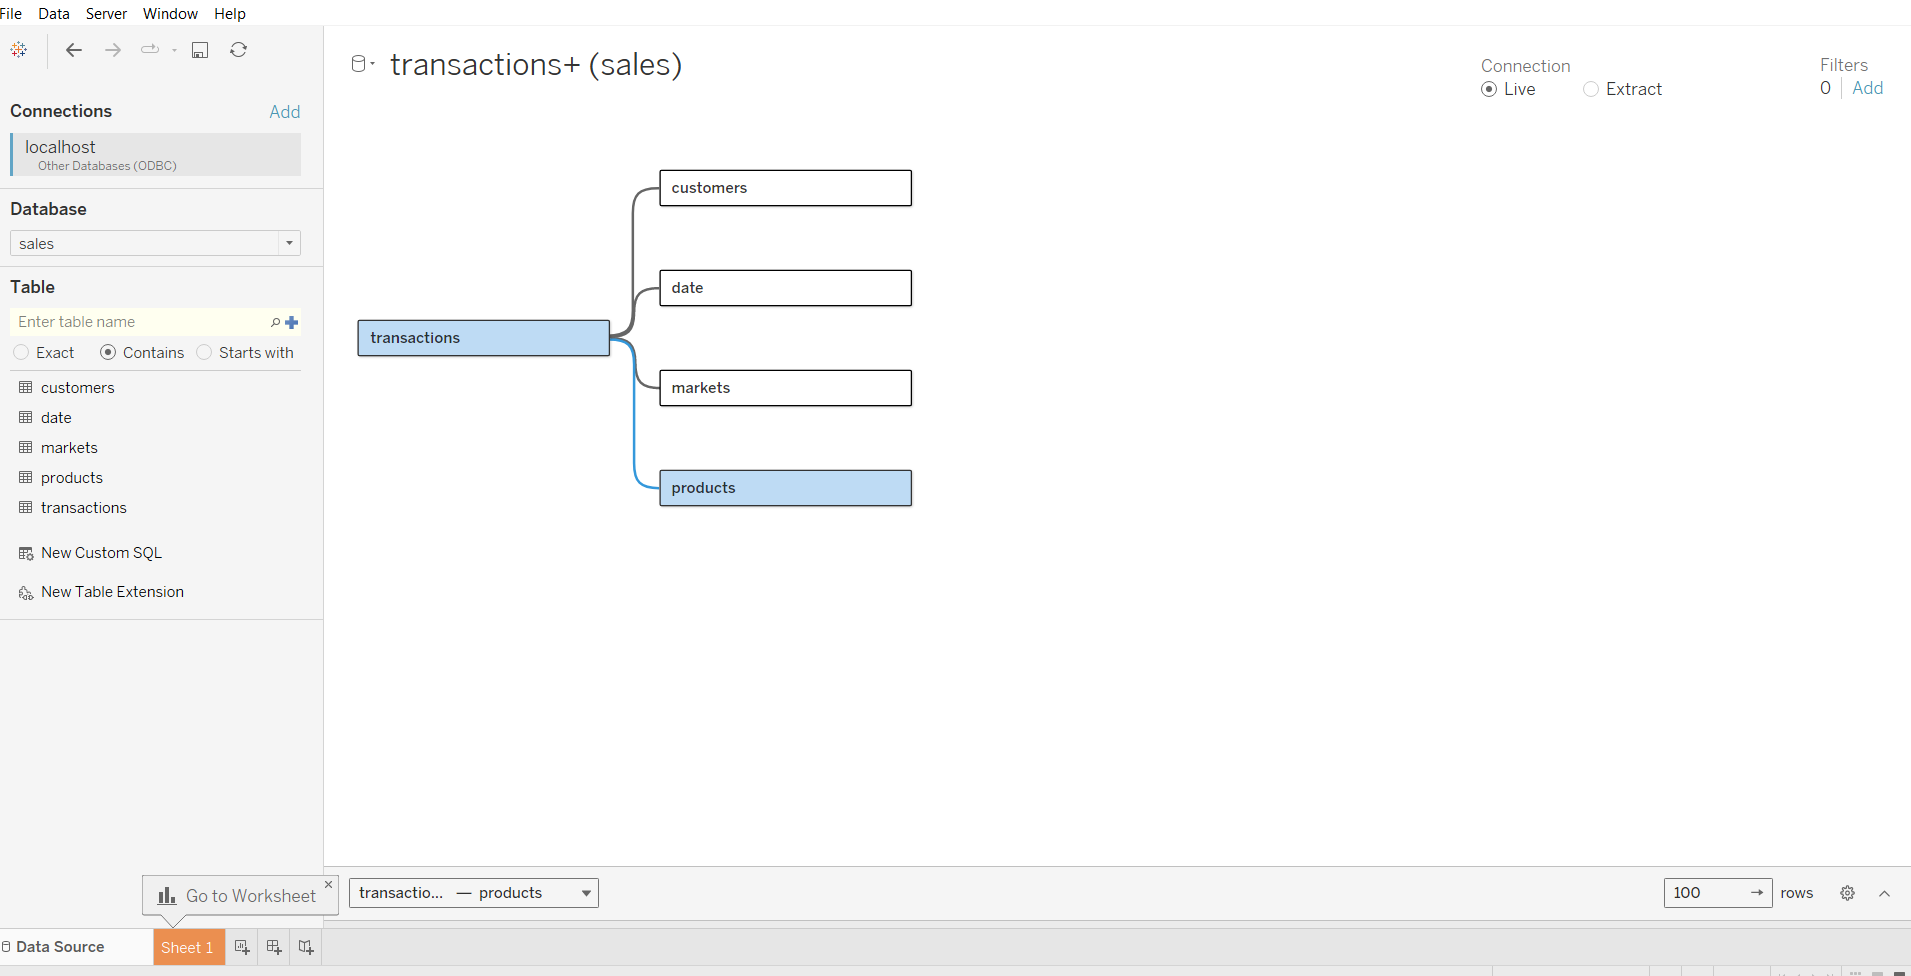 File Data Server Window Help
transactions+ (sales)
Connection
Live Extract
Filters
0 Add
Connections Add
localhost
Other Databases (ODBC)
Database
sales
Table
Enter table name
Exact Contains Starts with
customers
date
markets
products
transactions
New Custom SQL
New Table Extension
transactions
customers
date
markets
products
Go to Worksheet
transactio... — products
100 rows
Data Source Sheet 1